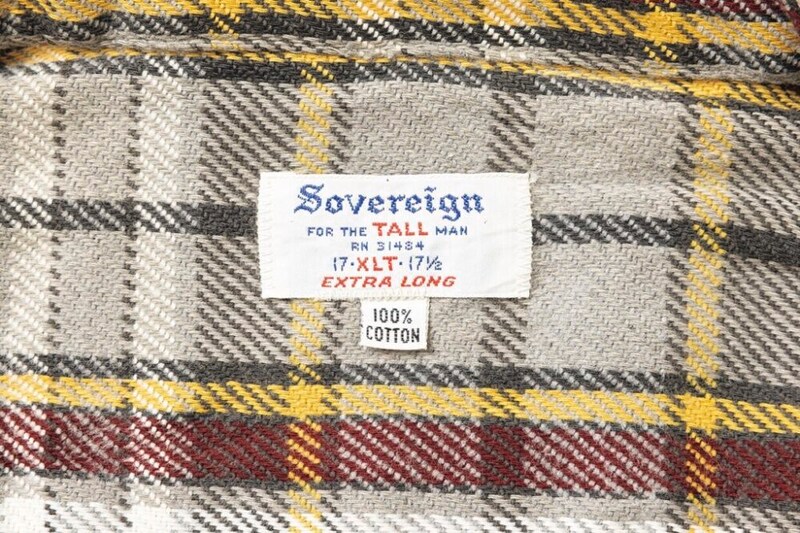 Sovereign
FOR THE TALL MAN
RN 31484
17·XLT·17½
EXTRA LONG
100%
COTTON